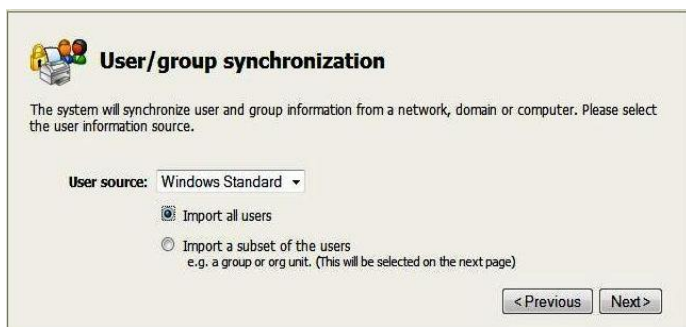 User/group synchronization
The system will synchronize user and group information from a network, domain or computer. Please select
the user information source.
User source: Windows Standard
Import all users
Import a subset of the users
e.g. a group or org unit. (This will be selected on the next page)
< Previous Next >